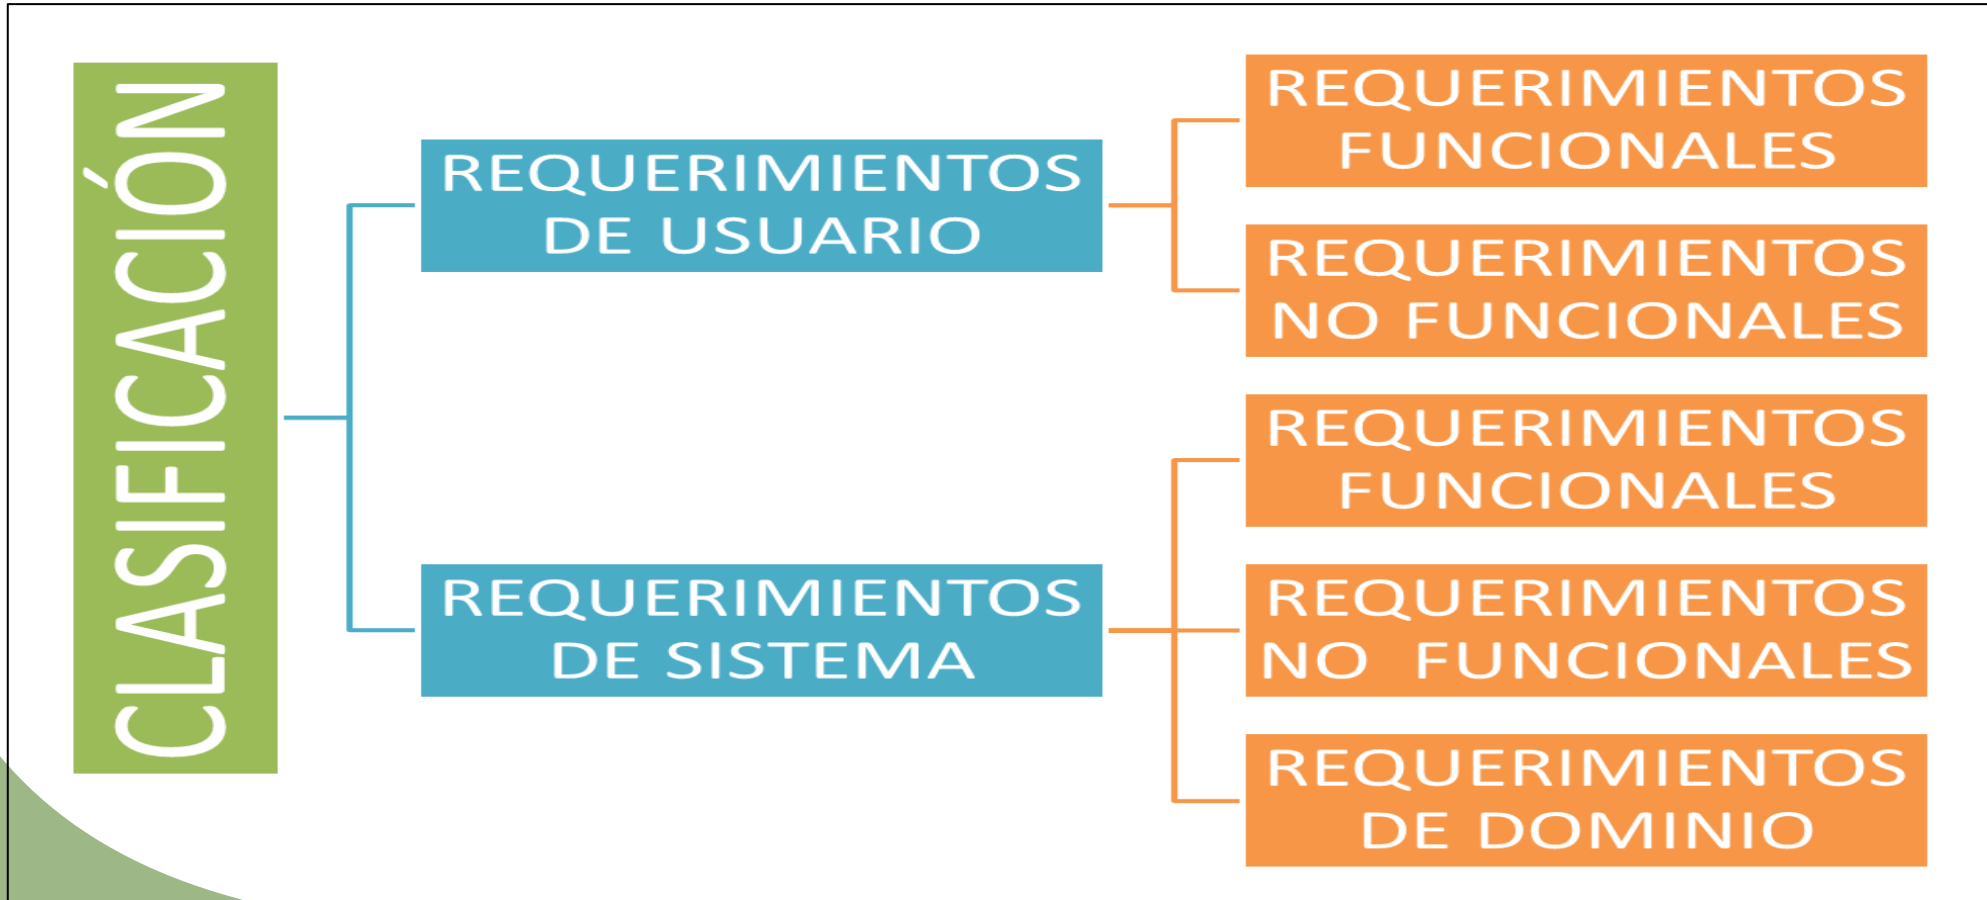 CLASIFICACIÓN
REQUERIMIENTOS
DE USUARIO
REQUERIMIENTOS
FUNCIONALES
REQUERIMIENTOS
NO FUNCIONALES
REQUERIMIENTOS
DE SISTEMA
REQUERIMIENTOS
FUNCIONALES
REQUERIMIENTOS
NO FUNCIONALES
REQUERIMIENTOS
DE DOMINIO